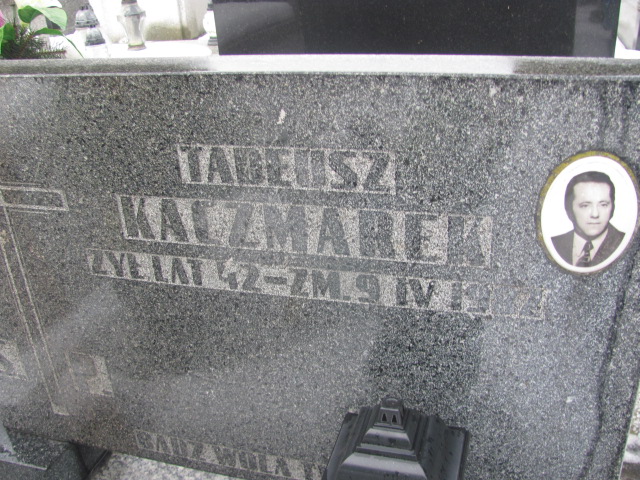 TADEUSZ
KACZMAREK
ŻYŁ LAT 42 – ZM. 9 IV
BĄDŹ WOLA